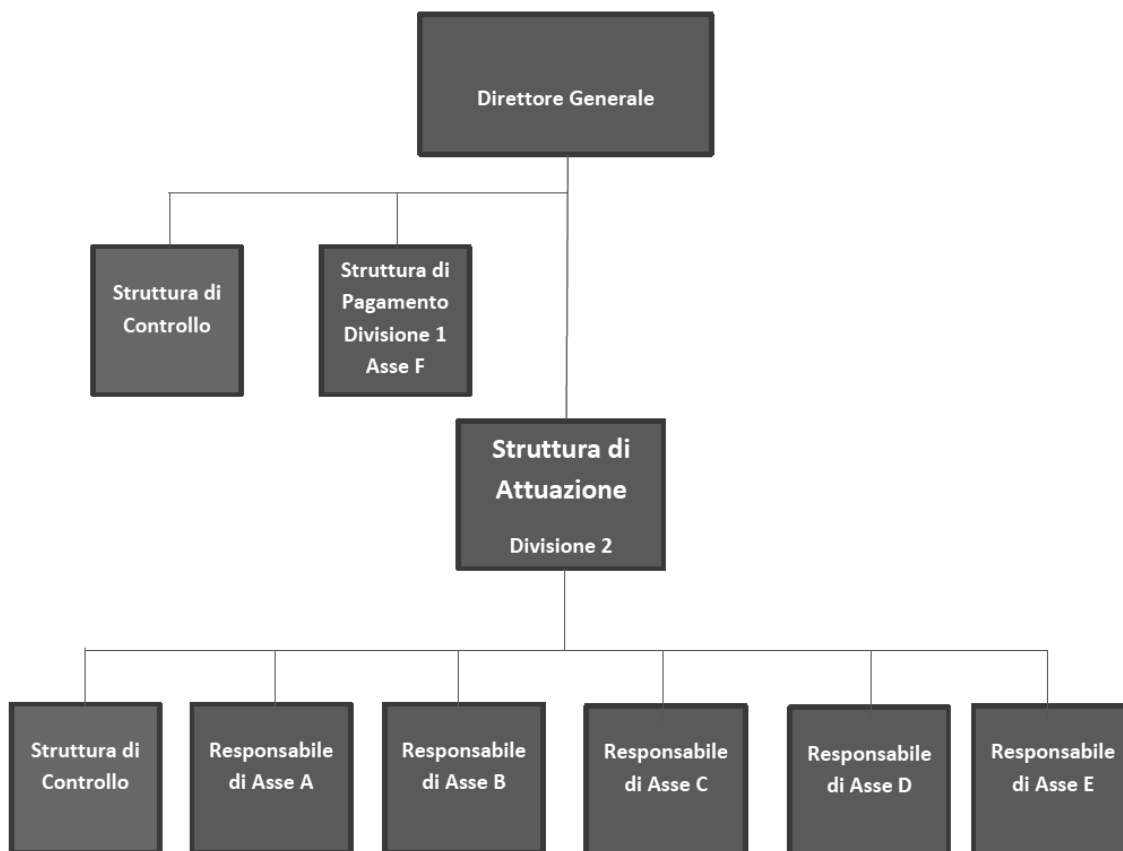 Direttore Generale
Struttura di
Controllo
Struttura di
Pagamento
Divisione 1
Asse F
Struttura di
Attuazione
Divisione 2
Struttura di
Controllo
Responsabile
di Asse A
Responsabile
di Asse B
Responsabile
di Asse C
Responsabile
di Asse D
Responsabile
di Asse E